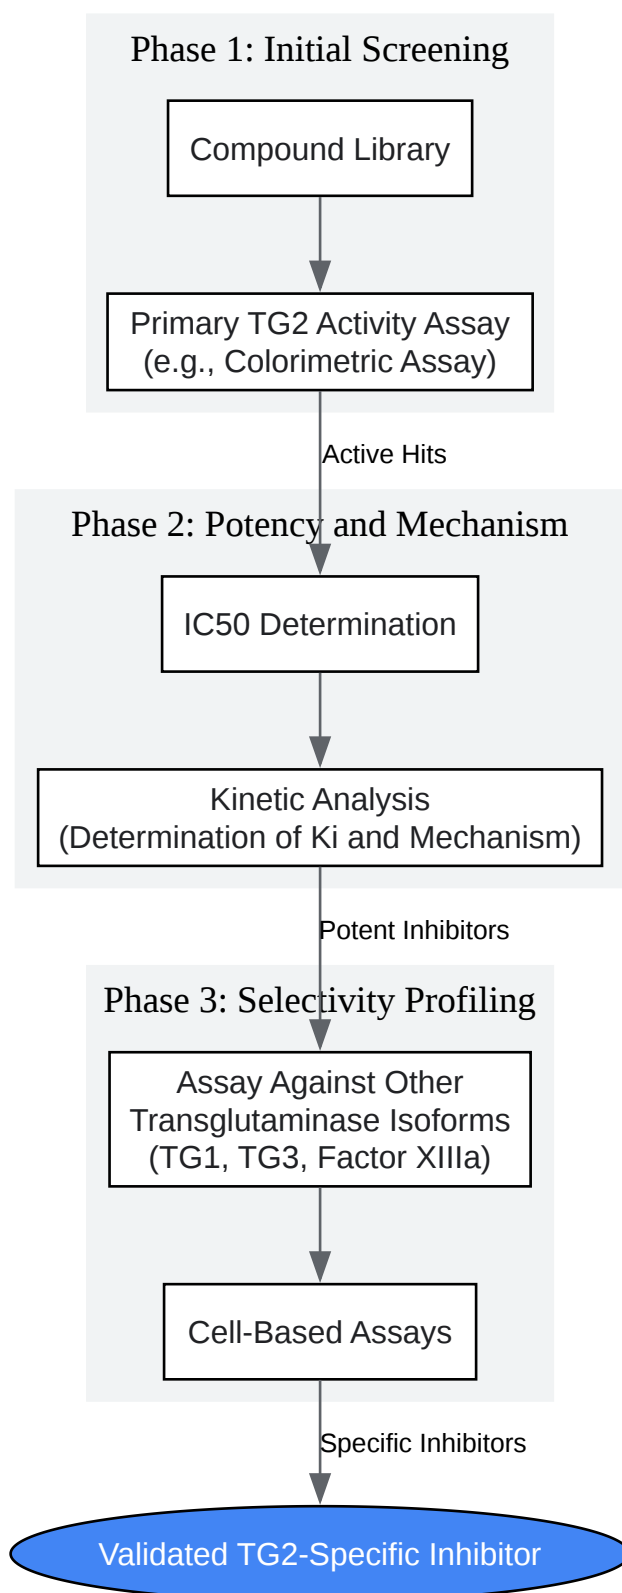 Phase 1: Initial Screening
Compound Library
Primary TG2 Activity Assay
(e.g., Colorimetric Assay)
Active Hits
Phase 2: Potency and Mechanism
IC50 Determination
Kinetic Analysis
(Determination of Ki and Mechanism)
Potent Inhibitors
Phase 3: Selectivity Profiling
Assay Against Other
Transglutaminase Isoforms
(TG1, TG3, Factor XIIIa)
Cell-Based Assays
Specific Inhibitors
Validated TG2-Specific Inhibitor